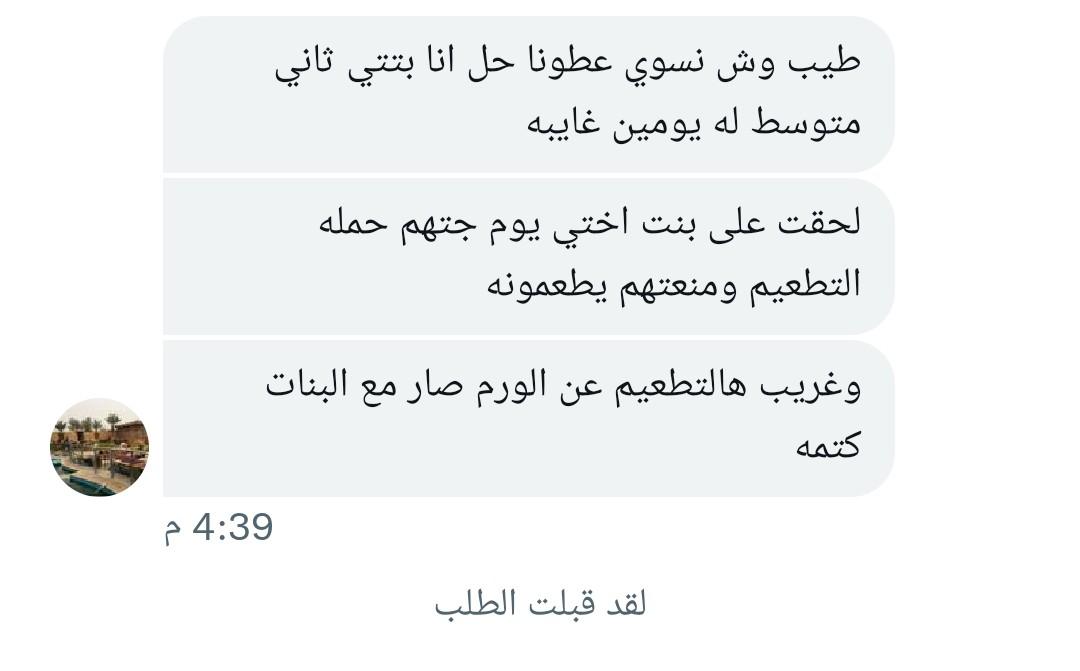 طيب وش نسوي عطونا حل انا بتتي ثاني
متوسط له يومين غايبه
لحقت على بنت اختي يوم جتهم حمله
التطعيم ومنعتهم يطعمونه
وغريب هالتطعيم عن الورم صار مع البنات
كتمه
4:39 م
لقد قبلت الطلب